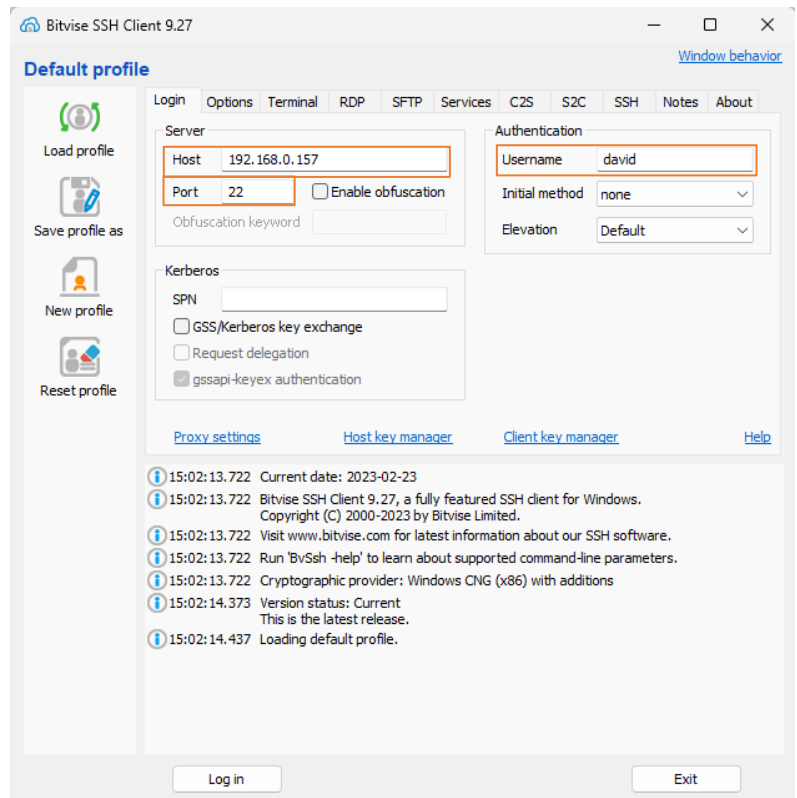 Bitvise SSH Client 9.27
Window behavior
Default profile
Load profile
Save profile as
New profile
Reset profile
Login Options Terminal RDP SFTP Services C2S S2C SSH Notes About
Server
Host 192.168.0.157
Port 22 Enable obfuscation
Obfuscation keyword
Authentication
Username david
Initial method none
Elevation Default
Kerberos
SPN
GSS/Kerberos key exchange
Request delegation
gssapi-keyex authentication
Proxy settings Host key manager Client key manager Help
15:02:13.722 Current date: 2023-02-23
15:02:13.722 Bitvise SSH Client 9.27, a fully featured SSH client for Windows.
Copyright (C) 2000-2023 by Bitvise Limited.
15:02:13.722 Visit www.bitvise.com for latest information about our SSH software.
15:02:13.722 Run 'BvSsh -help' to learn about supported command-line parameters.
15:02:13.722 Cryptographic provider: Windows CNG (x86) with additions
15:02:14.373 Version status: Current
This is the latest release.
15:02:14.437 Loading default profile.
Log in Exit